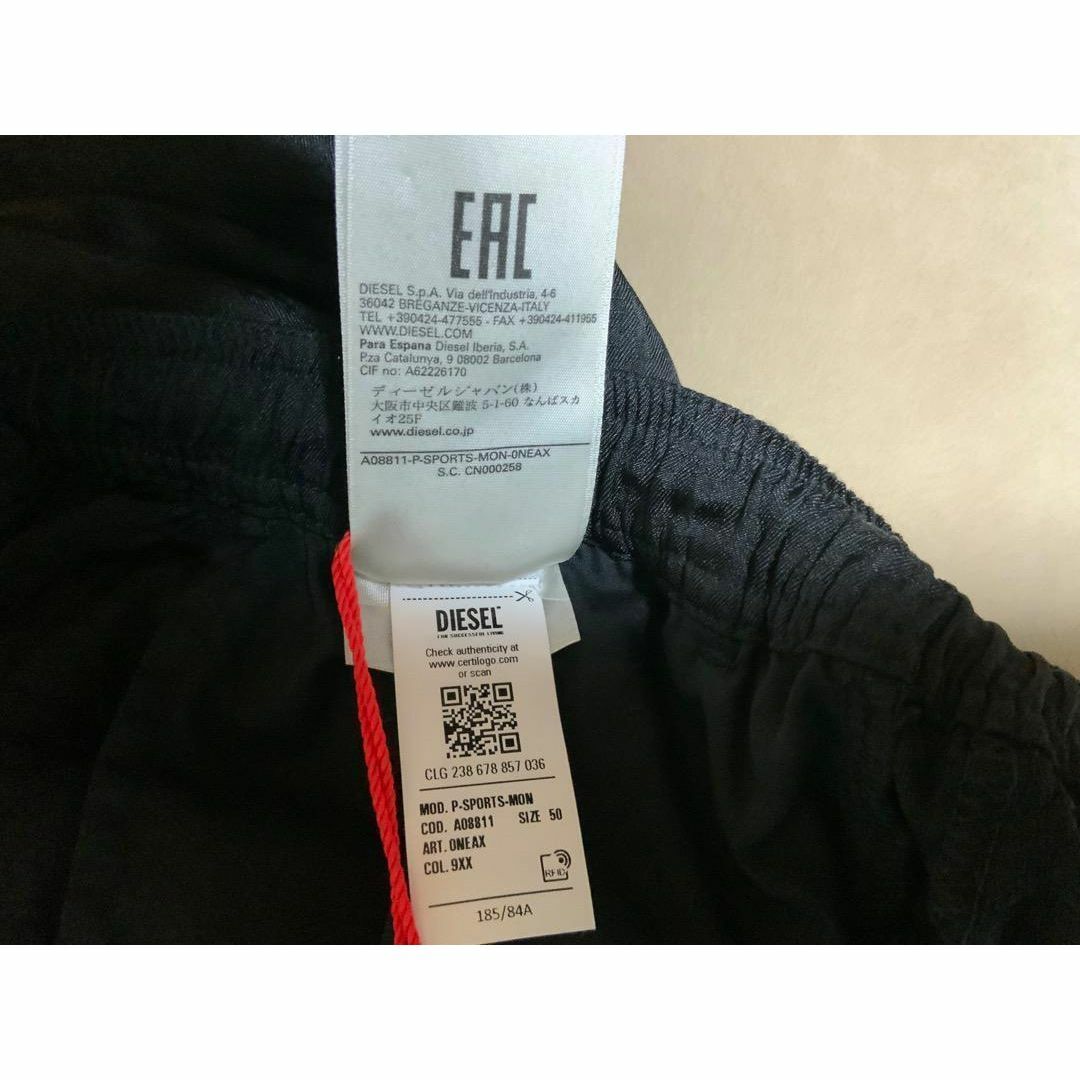 EAC
DIESEL S.p.A. Via dell'Industria, 4-6
36042 BREGANZE-VICENZA-ITALY
TEL +390424-477555 - FAX +390424-411955
WWW.DIESEL.COM
Para Espana Diesel Iberia, S.A.
Pza Catalunya, 9 08002 Barcelona
CIF no: A62226170
ディーゼルジャパン(株)
大阪市中央区難波 5-1-60 なんばスカ
イオ25F
www.diesel.co.jp
A08811-P-SPORTS-MON-0NEAX
S.C. CN000258
DIESEL
FOR SUCCESSFUL LIVING
Check authenticity at
www.certilogo.com
or scan
CLG 238 678 857 036
MOD. P-SPORTS-MON
COD. A08811 SIZE 50
ART. 0NEAX
COL. 9XX
RFID
185/84A